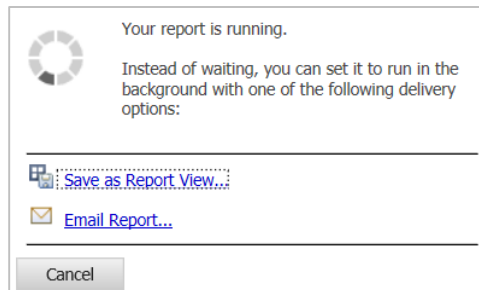 Your report is running.
Instead of waiting, you can set it to run in the
background with one of the following delivery
options:
Save as Report View...
Email Report...
Cancel